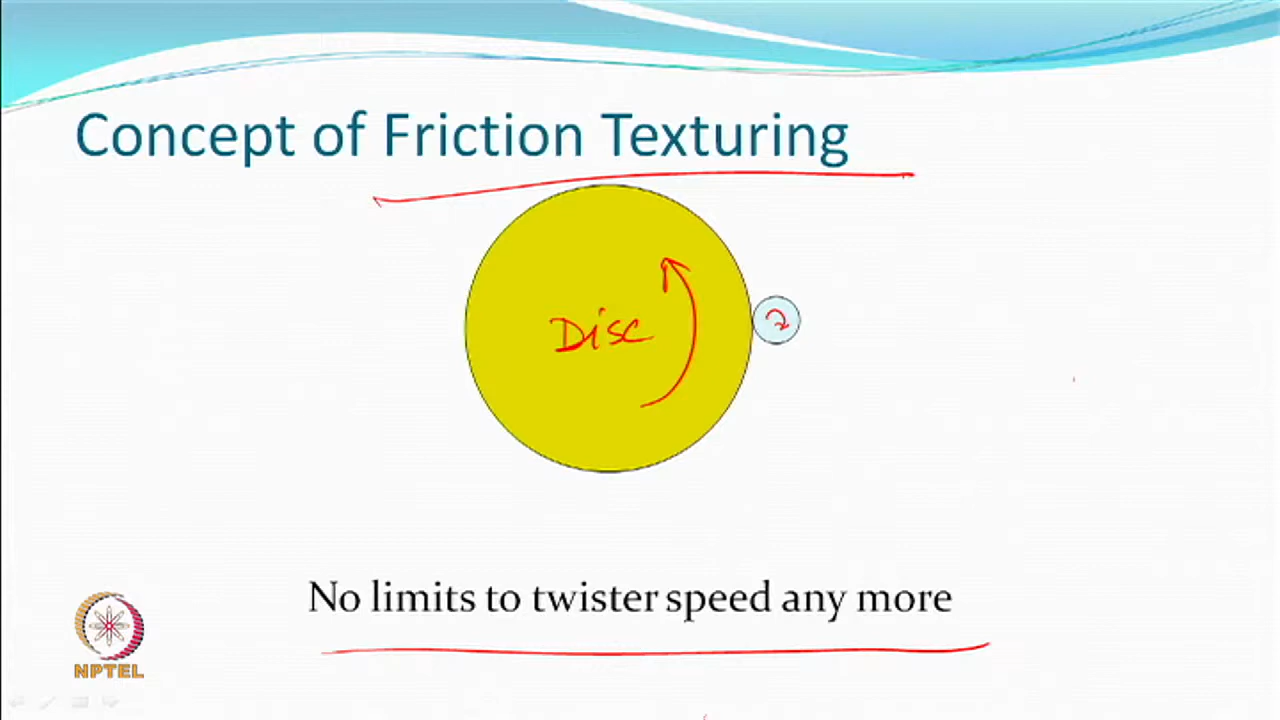 Concept of Friction Texturing
Disc
No limits to twister speed any more
NPTEL